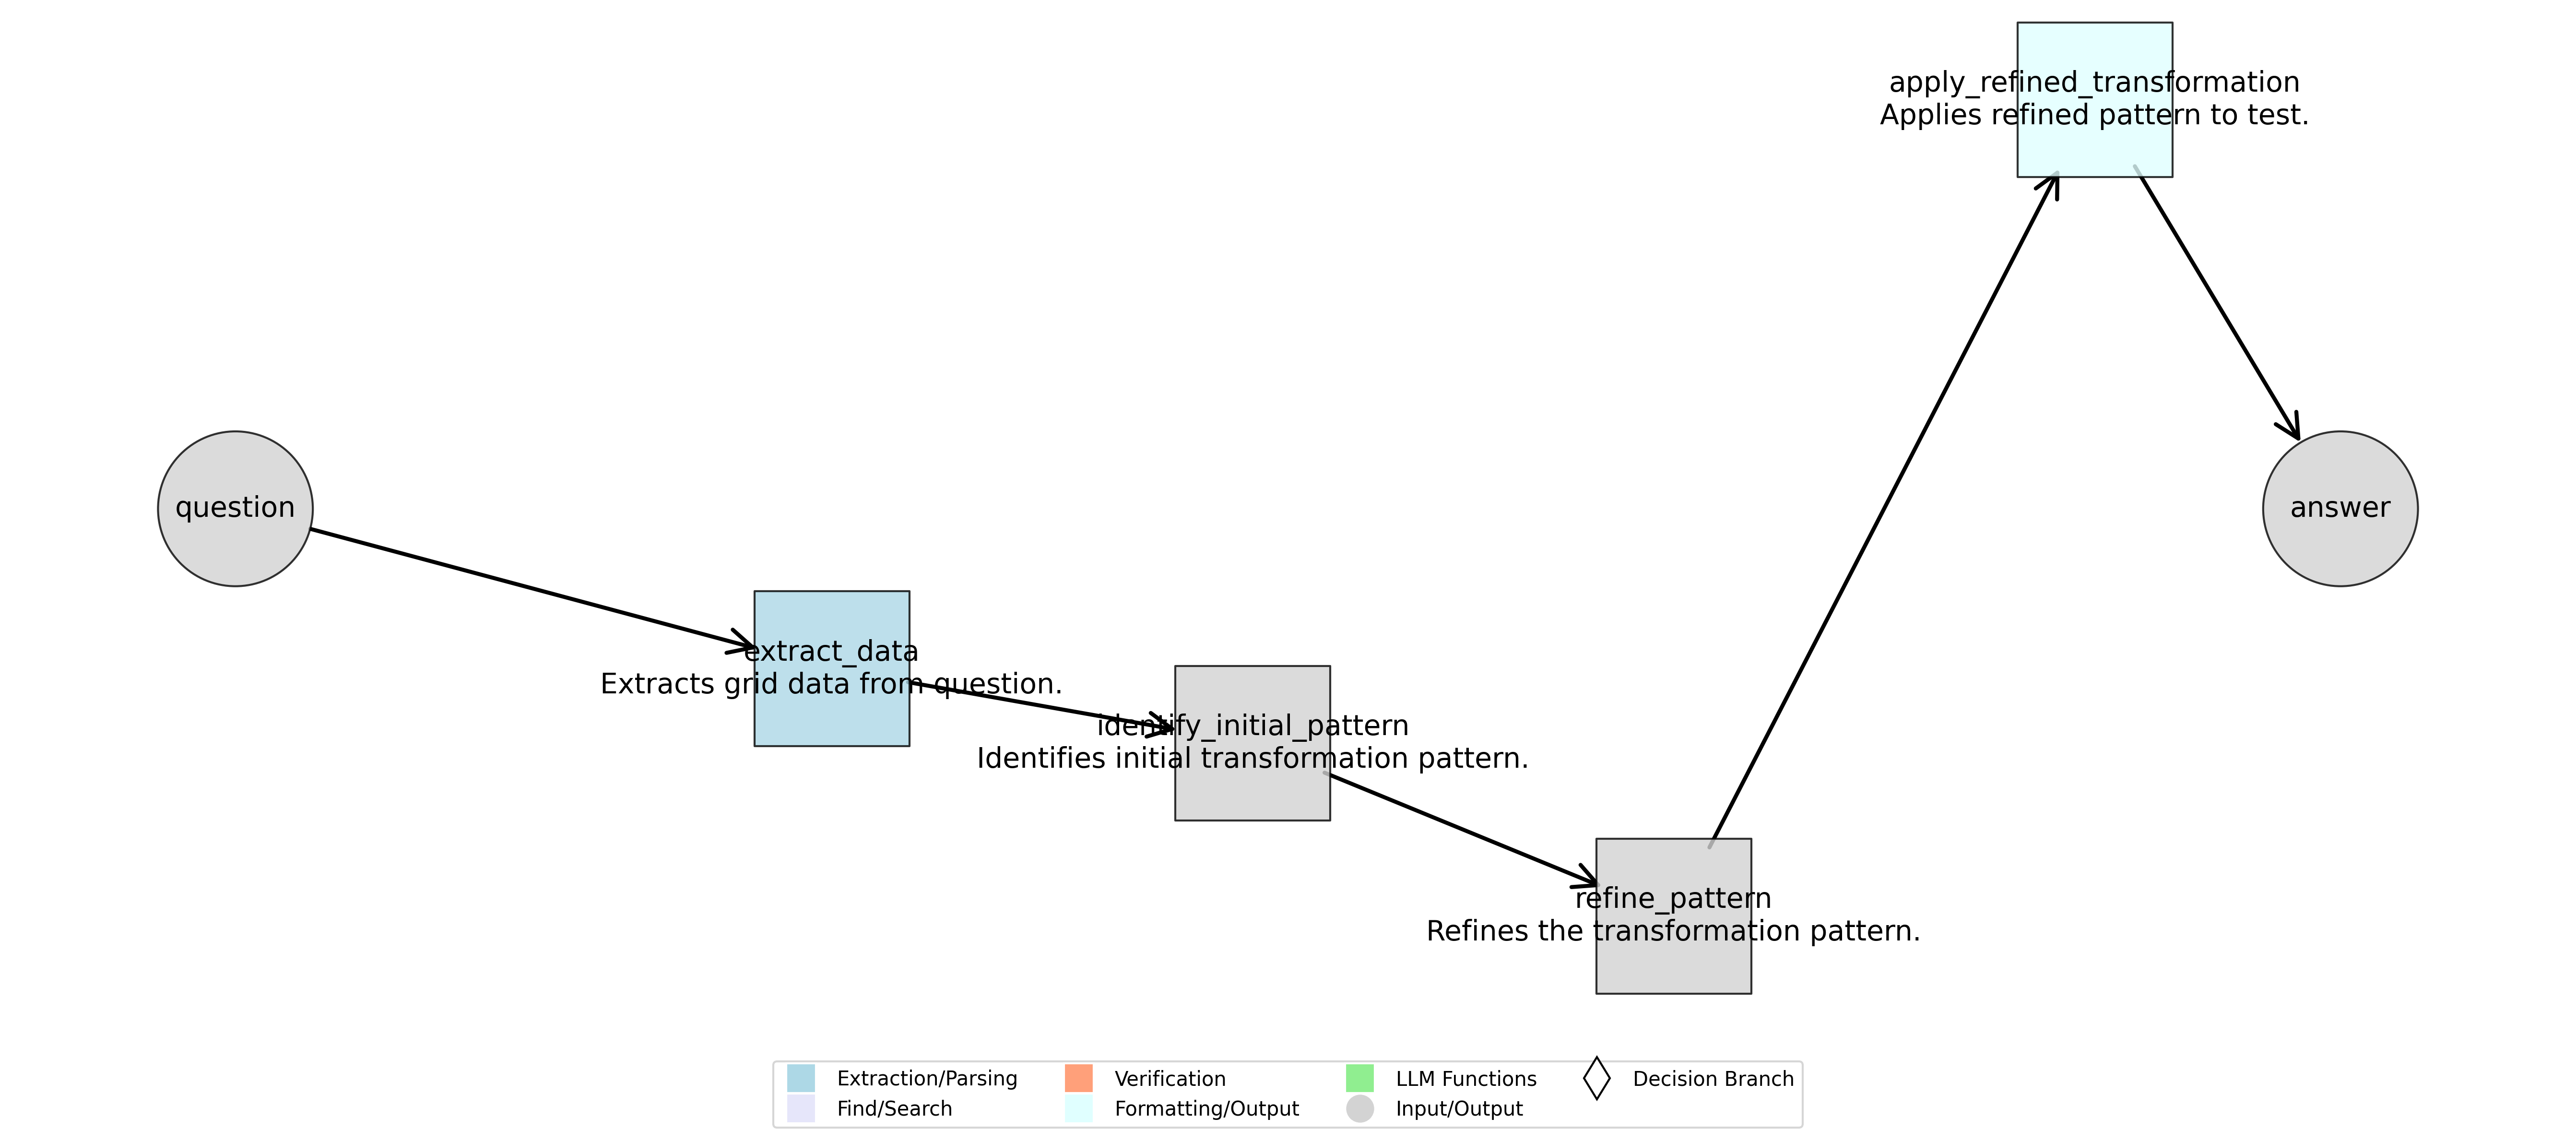 apply_refined_transformation
Applies refined pattern to test.
question
answer
extract_data
Extracts grid data from question.
identify_initial_pattern
Identifies initial transformation pattern.
refine_pattern
Refines the transformation pattern.
Extraction/Parsing
Find/Search
Verification
Formatting/Output
LLM Functions
Input/Output
Decision Branch